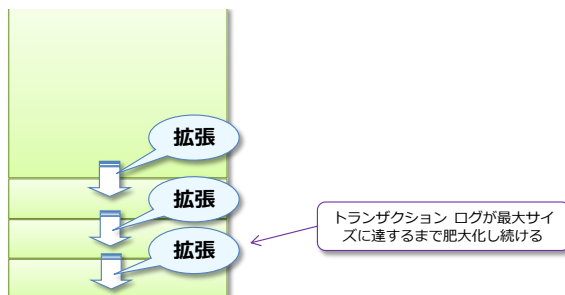 拡張
拡張
拡張
トランザクション ログが最大サイ
ズに達するまで肥大化し続ける